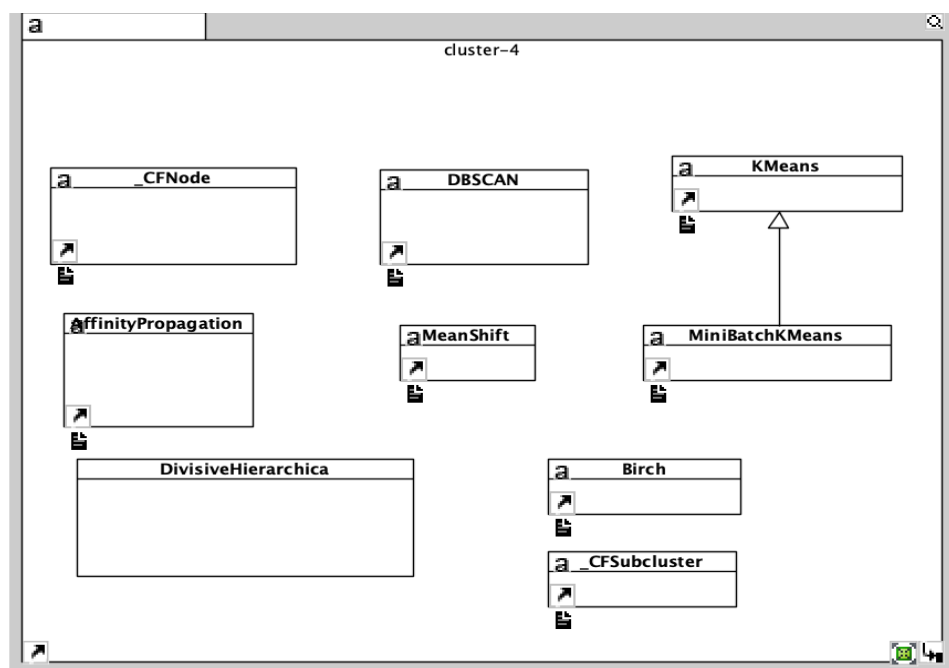 a
cluster-4
a _CFNode
a DBSCAN
a KMeans
AffinityPropagation
a MeanShift
a MiniBatchKMeans
DivisiveHierarchica
a Birch
a _CFSubcluster